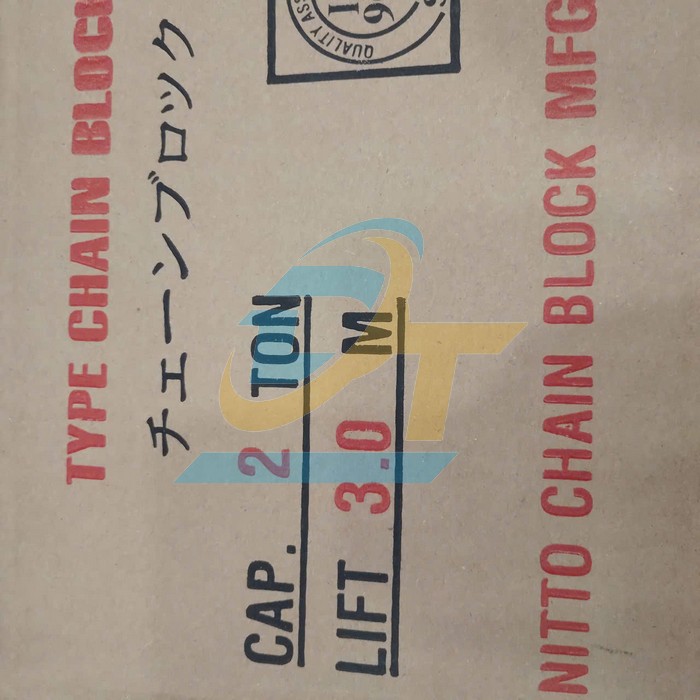 QUALITY
TYPE CHAIN BLOCK
チェーンブロック
CAP. 2 TON
LIFT 3.0 M
NITTO CHAIN BLOCK MFG